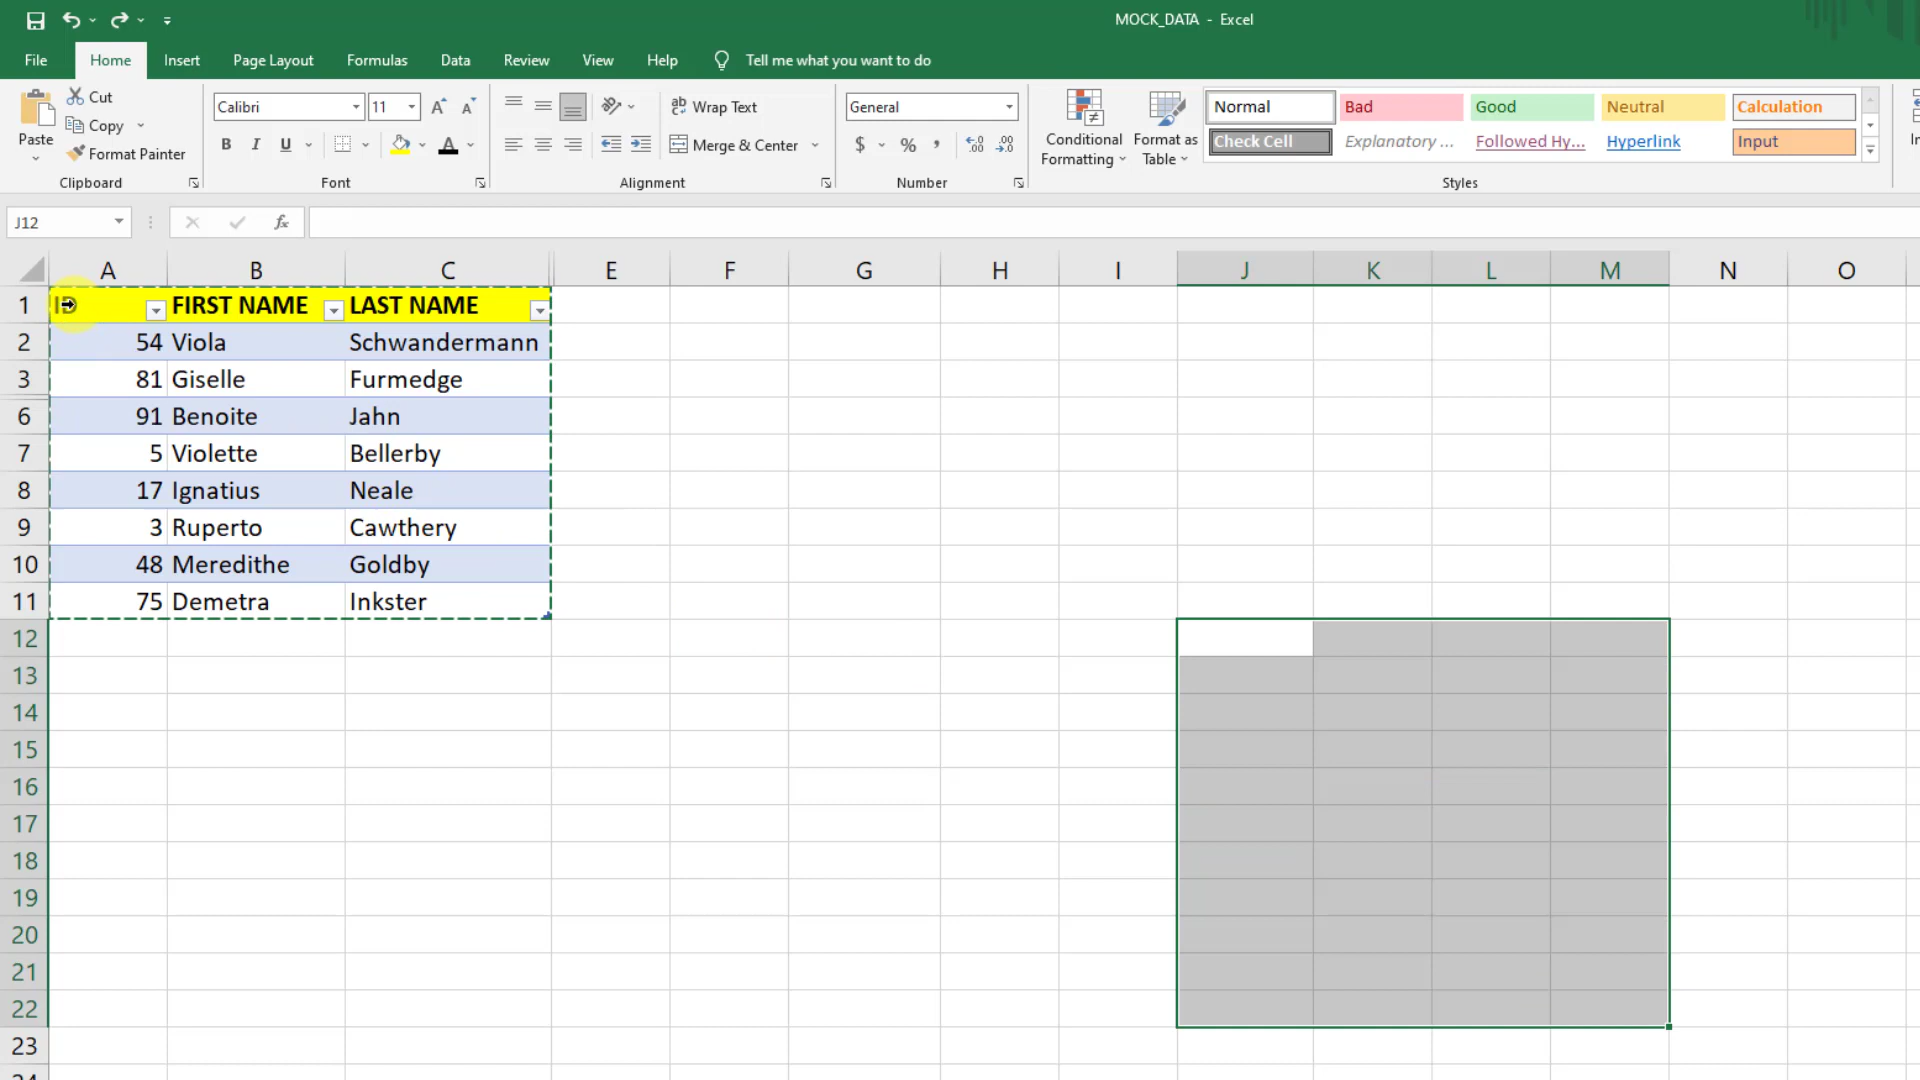 MOCK_DATA - Excel
File Home Insert Page Layout Formulas Data Review View Help Tell me what you want to do
Paste Cut Copy Format Painter Clipboard
Calibri 11 B I U A Font
ab Wrap Text Merge & Center Alignment
General $ % , Number
Conditional Formatting Format as Table
Normal Bad Good Neutral Calculation
Check Cell Explanatory ... Followed Hy... Hyperlink Input
Styles
J12 fx
A B C E F G H I J K L M N O
1 ID FIRST NAME LAST NAME
2 54 Viola Schwandermann
3 81 Giselle Furmedge
6 91 Benoite Jahn
7 5 Violette Bellerby
8 17 Ignatius Neale
9 3 Ruperto Cawthery
10 48 Meredithe Goldby
11 75 Demetra Inkster
12
13
14
15
16
17
18
19
20
21
22
23